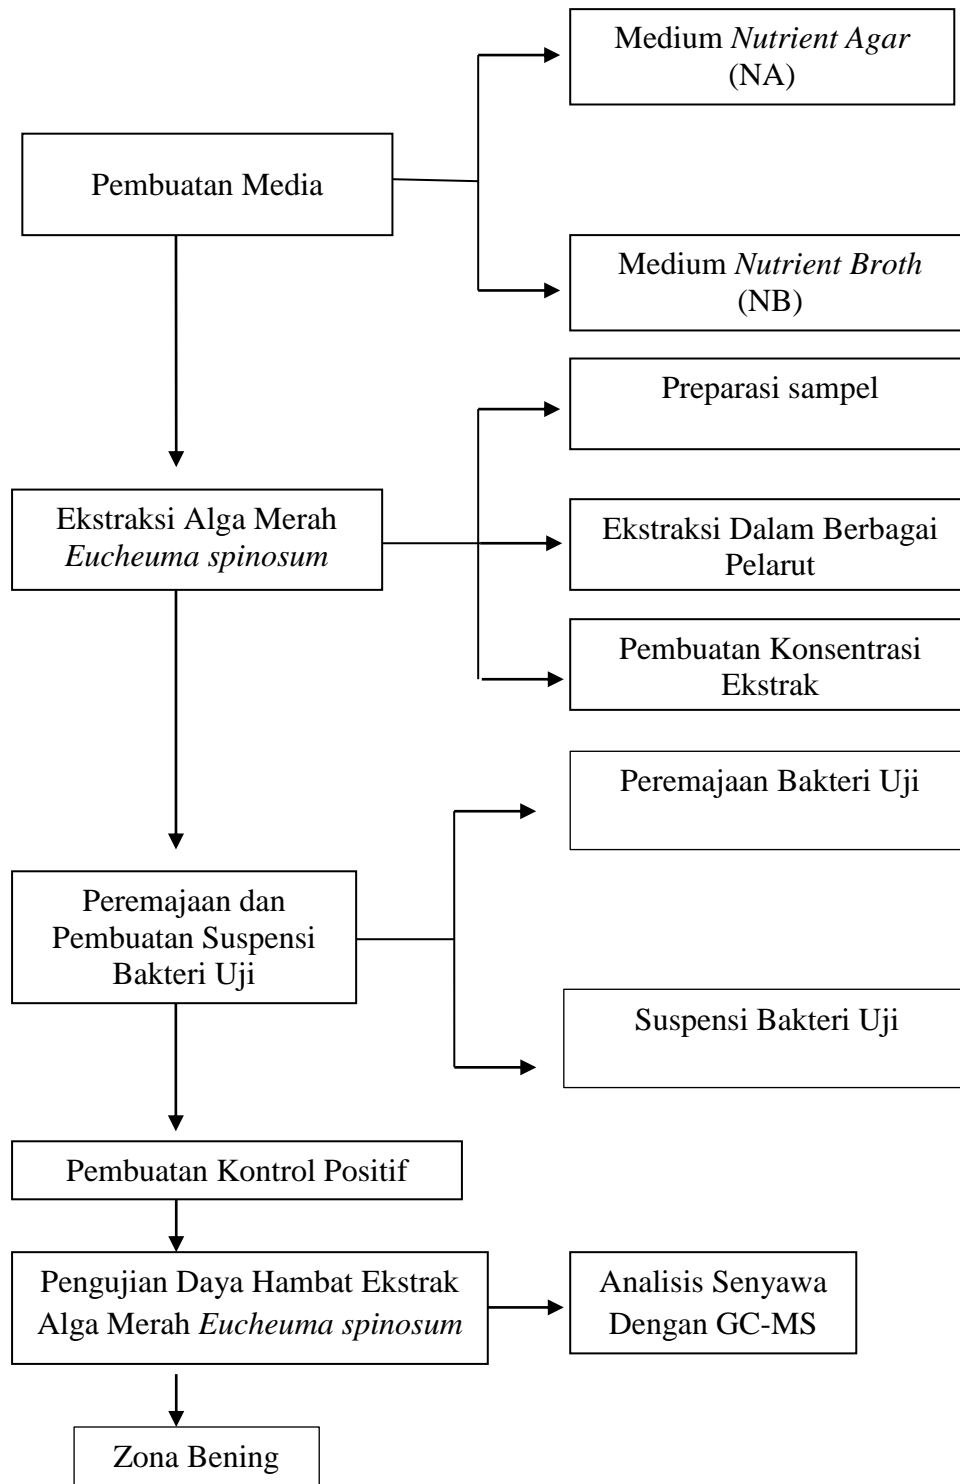 Medium Nutrient Agar
(NA)
Pembuatan Media
Medium Nutrient Broth
(NB)
Preparasi sampel
Ekstraksi Alga Merah
Eucheuma spinosum
Ekstraksi Dalam Berbagai
Pelarut
Pembuatan Konsentrasi
Ekstrak
Peremajaan Bakteri Uji
Peremajaan dan
Pembuatan Suspensi
Bakteri Uji
Suspensi Bakteri Uji
Pembuatan Kontrol Positif
Pengujian Daya Hambat Ekstrak
Alga Merah Eucheuma spinosum
Analisis Senyawa
Dengan GC-MS
Zona Bening